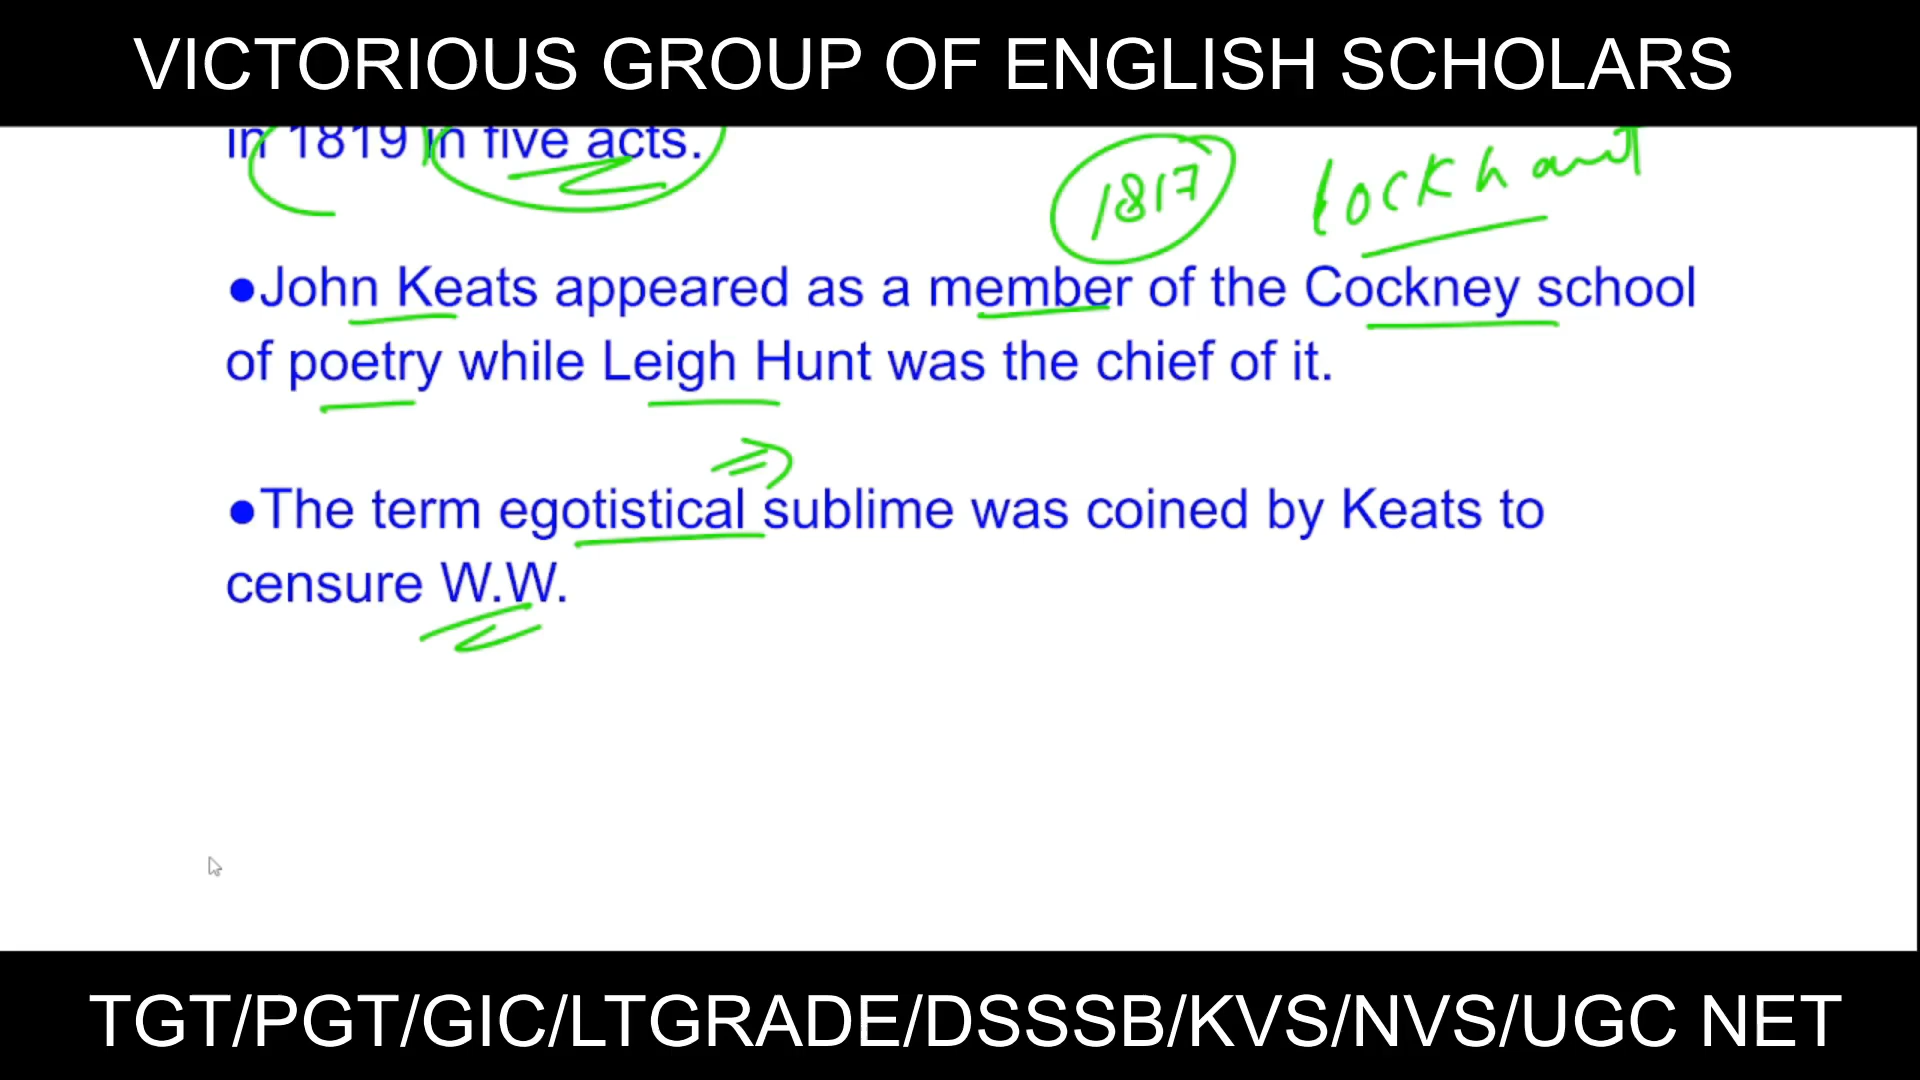 VICTORIOUS GROUP OF ENGLISH SCHOLARS
in 1819 in five acts.
1817 Lockhart
●John Keats appeared as a member of the Cockney school
of poetry while Leigh Hunt was the chief of it.
●The term egotistical sublime was coined by Keats to
censure W.W.
TGT/PGT/GIC/LTGRADE/DSSSB/KVS/NVS/UGC NET